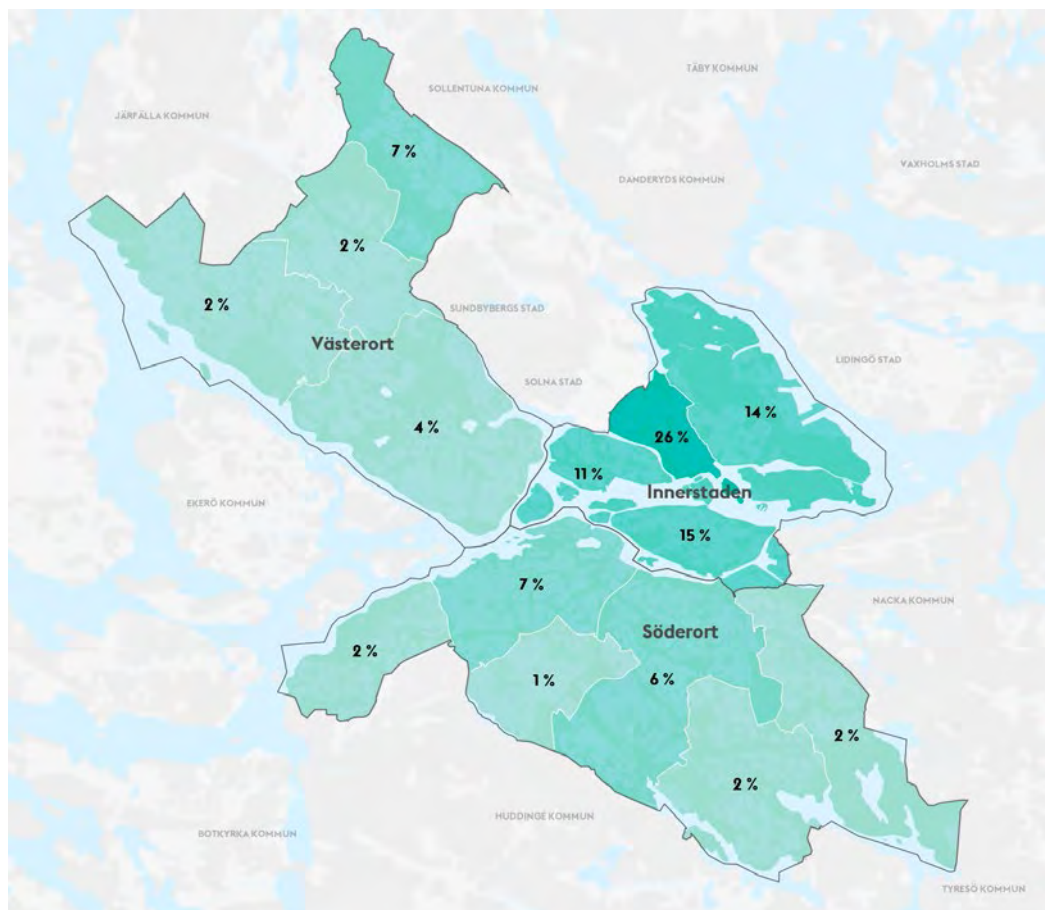 TÄBY KOMMUN
SOLLENTUNA KOMMUN
JÄRFÄLLA KOMMUN
7 %
VAXHOLMS STAD
DANDERYDS KOMMUN
2 %
2 %
SUNDBYBERGS STAD
Västerort
LIDINGÖ STAD
SOLNA STAD
14 %
4 %
26 %
11 %
Innerstaden
EKERÖ KOMMUN
15 %
7 %
NACKA KOMMUN
Söderort
2 %
1 %
6 %
2 %
2 %
HUDDINGE KOMMUN
BOTKYRKA KOMMUN
TYRESÖ KOMMUN